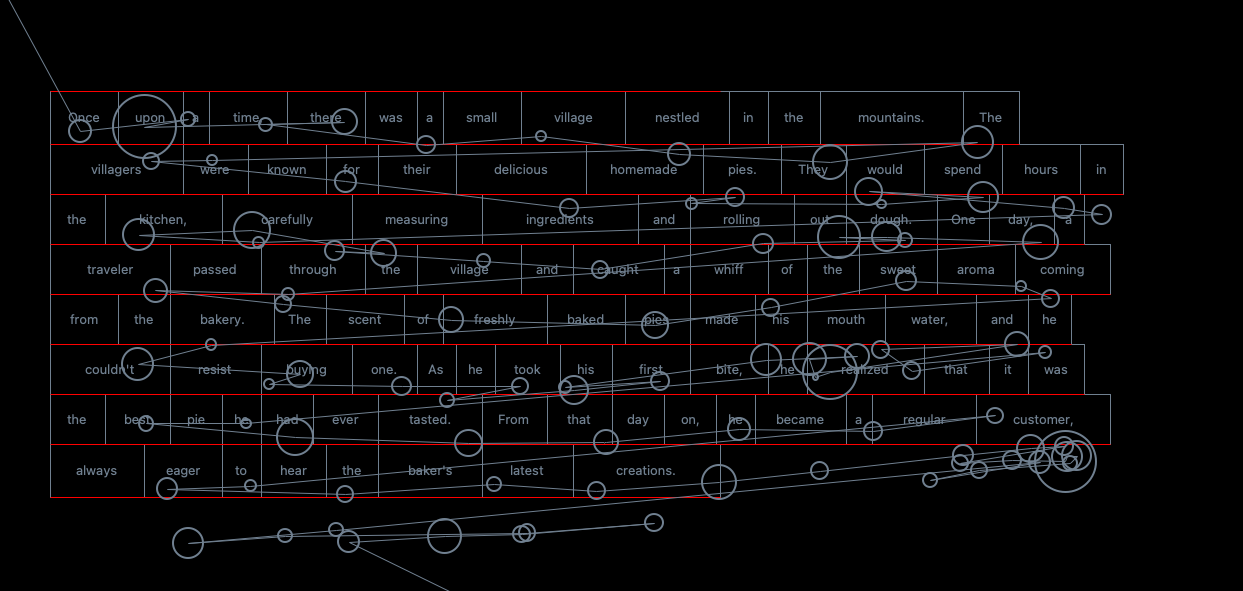 Once upon a time, there was a small village nestled in the mountains. The
villagers were known for their delicious homemade pies. They would spend hours in
the kitchen, carefully measuring ingredients and rolling out dough. One day, a
traveler passed through the village and caught a whiff of the sweet aroma coming
from the bakery. The scent of freshly baked pies made his mouth water, and he
couldn't resist buying one. As he took his first bite, he realized that it was
the best pie he had ever tasted. From that day on, he became a regular customer,
always eager to hear the baker's latest creations.